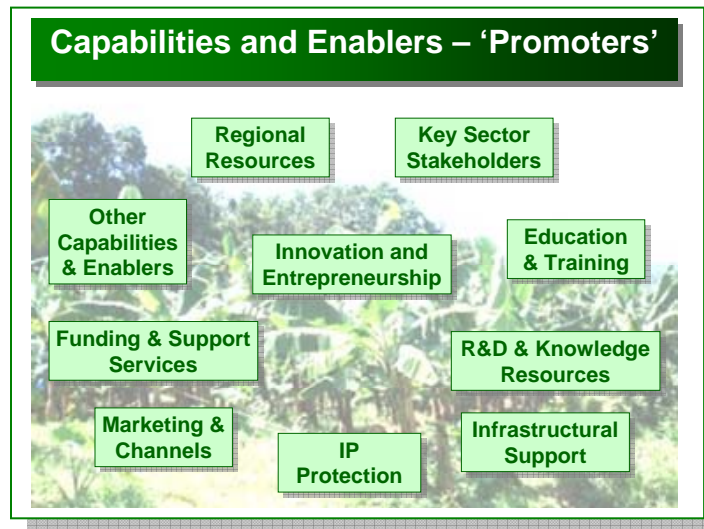 Capabilities and Enablers – ‘Promoters’
Regional
Resources
Key Sector
Stakeholders
Other
Capabilities
& Enablers
Innovation and
Entrepreneurship
Education
& Training
Funding & Support
Services
R&D & Knowledge
Resources
Marketing &
Channels
IP
Protection
Infrastructural
Support